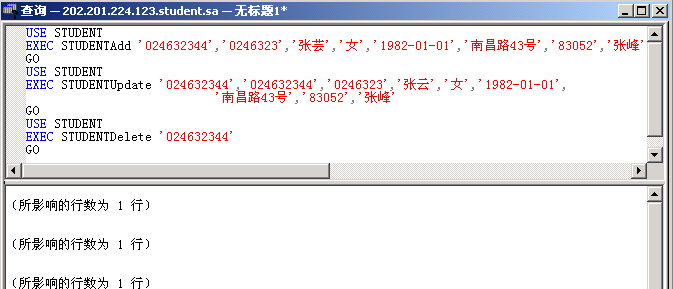 查询 — 202.201.224.123.student.sa — 无标题1*
USE STUDENT
EXEC STUDENTAdd '024632344','0246323','张芸','女','1982-01-01','南昌路43号','83052','张峰'
GO
USE STUDENT
EXEC STUDENTUpdate '024632344','024632344','0246323','张云','女','1982-01-01',
'南昌路43号','83052','张峰'
GO
USE STUDENT
EXEC STUDENTDelete '024632344'
GO
(所影响的行数为 1 行)
(所影响的行数为 1 行)
(所影响的行数为 1 行)